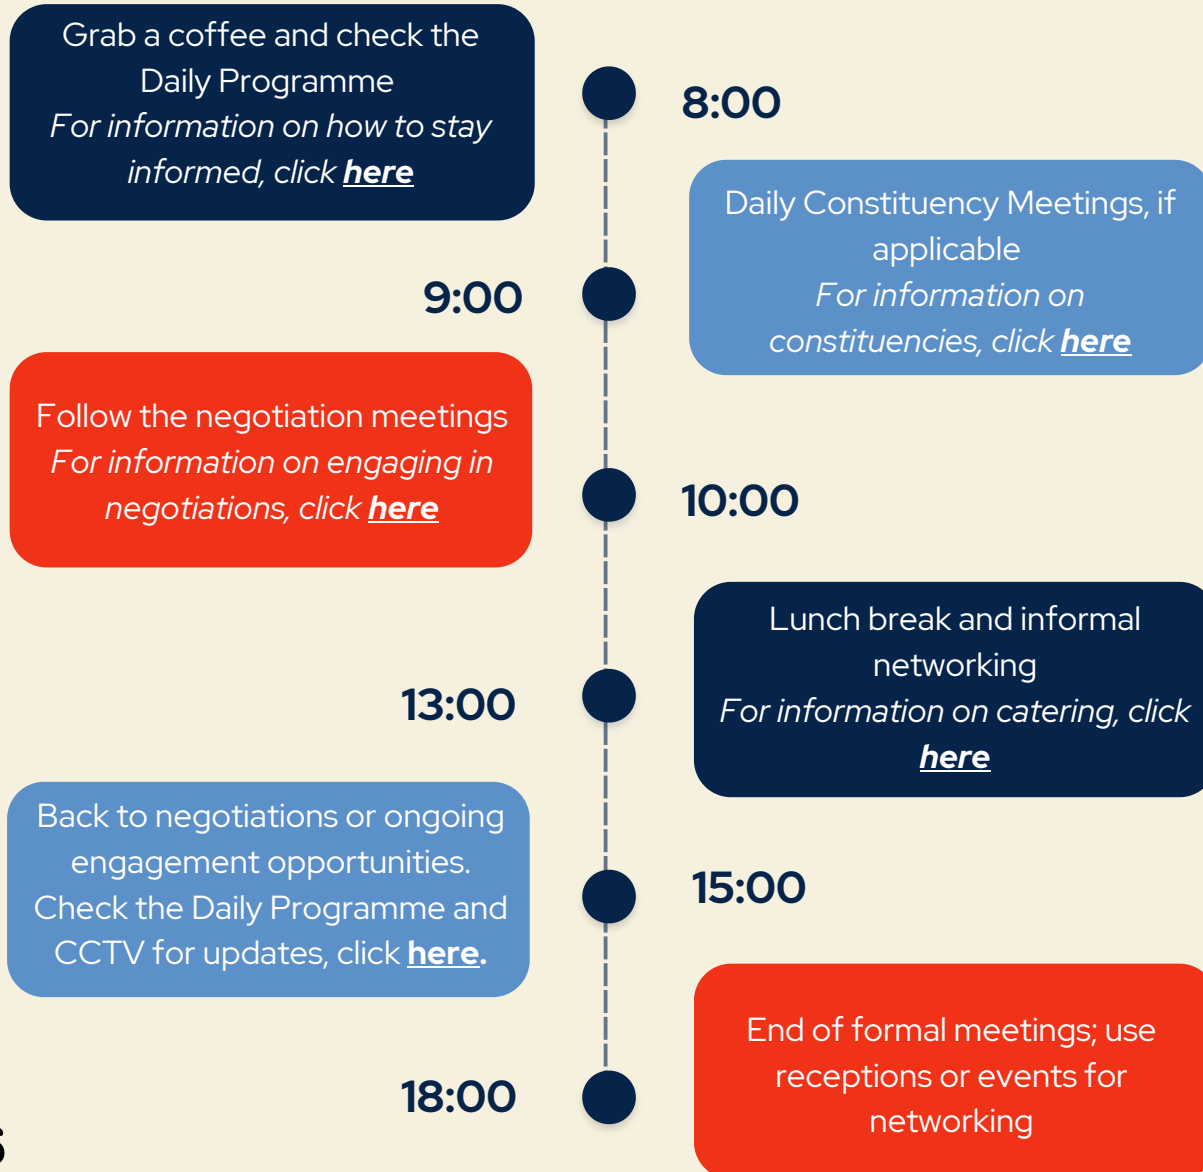 Grab a coffee and check the
Daily Programme
For information on how to stay
informed, click here
8:00
Daily Constituency Meetings, if
applicable
For information on
constituencies, click here
9:00
Follow the negotiation meetings
For information on engaging in
negotiations, click here
10:00
Lunch break and informal
networking
For information on catering, click
here
13:00
Back to negotiations or ongoing
engagement opportunities.
Check the Daily Programme and
CCTV for updates, click here.
15:00
End of formal meetings; use
receptions or events for
networking
18:00